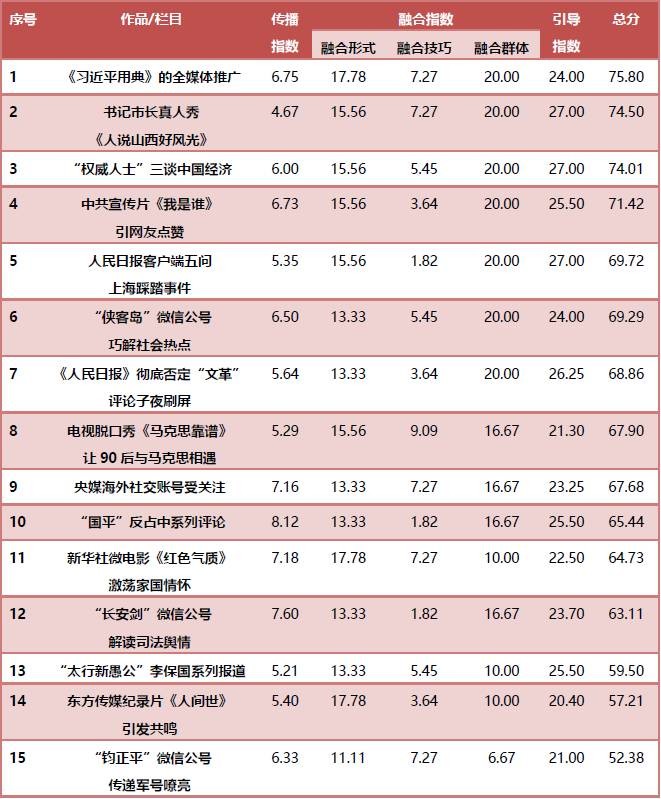 序号 作品/栏目 传播 融合指数 引导 总分
指数 融合形式 融合技巧 融合群体 指数
1 《习近平用典》的全媒体推广 6.75 17.78 7.27 20.00 24.00 75.80
2 书记市长真人秀 4.67 15.56 7.27 20.00 27.00 74.50
《人说山西好风光》
3 “权威人士”三谈中国经济 6.00 15.56 5.45 20.00 27.00 74.01
4 中共宣传片《我是谁》 6.73 15.56 3.64 20.00 25.50 71.42
引网友点赞
5 人民日报客户端五问 5.35 15.56 1.82 20.00 27.00 69.72
上海踩踏事件
6 “侠客岛”微信公号 6.50 13.33 5.45 20.00 24.00 69.29
巧解社会热点
7 《人民日报》彻底否定“文革” 5.64 13.33 3.64 20.00 26.25 68.86
评论子夜刷屏
8 电视脱口秀《马克思靠谱》 5.29 15.56 9.09 16.67 21.30 67.90
让 90 后与马克思相遇
9 央媒海外社交账号受关注 7.16 13.33 7.27 16.67 23.25 67.68
10 “国平”反占中系列评论 8.12 13.33 1.82 16.67 25.50 65.44
11 新华社微电影《红色气质》 7.18 17.78 7.27 10.00 22.50 64.73
激荡家国情怀
12 “长安剑”微信公号 7.60 13.33 1.82 16.67 23.70 63.11
解读司法舆情
13 “太行新愚公”李保国系列报道 5.21 13.33 5.45 10.00 25.50 59.50
14 东方传媒纪录片《人间世》 5.40 17.78 3.64 10.00 20.40 57.21
引发共鸣
15 “钧正平”微信公号 6.33 11.11 7.27 6.67 21.00 52.38
传递军号嘹亮